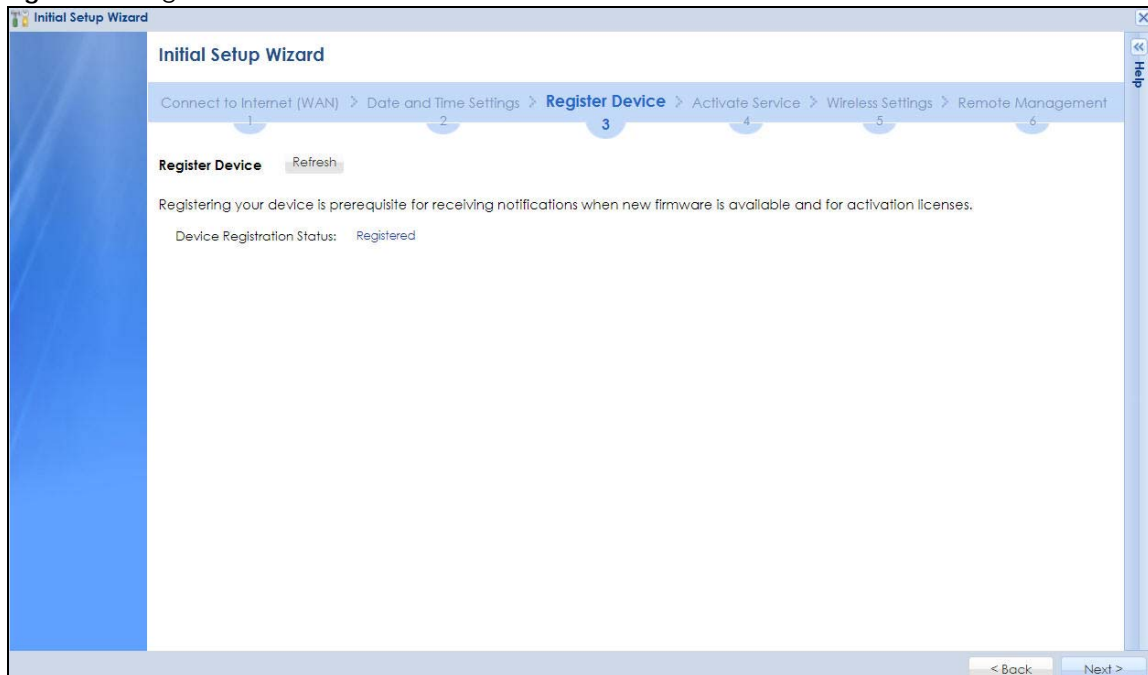 Initial Setup Wizard
Help
Initial Setup Wizard
Connect to Internet (WAN) > Date and Time Settings > Register Device > Activate Service > Wireless Settings > Remote Management
1 2 3 4 5 6
Register Device Refresh
Registering your device is prerequisite for receiving notifications when new firmware is available and for activation licenses.
Device Registration Status: Registered
< Back Next >